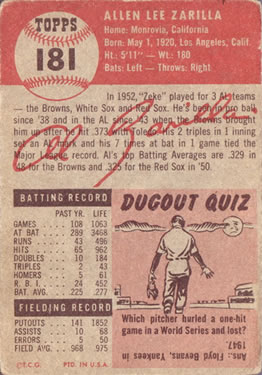 TOPPS
181
ALLEN LEE ZARILLA
Home: Monrovia, California
Born: May 1, 1920, Los Angeles, Calif.
Ht.: 5'11" — Wt.: 180
Bats: Left - Throws: Right
In 1952, "Zeke" played for 3 AL teams
— the Browns, White Sox and Red Sox. He's been in pro ball
since '38 and in the AL since '43 when the Browns brought
him up after he hit .373 with Toledo. His 2 triples in 1 inning set
an AL mark and his 7 times at bat in 1 game tied the
Major League record. Al's top Batting Averages are .329 in
'48 for the Browns and .325 for the Red Sox in '50.
Al Zarilla
BATTING RECORD
PAST YR. LIFE
GAMES 108 1063
AT BAT 289 3468
RUNS 43 496
HITS 65 962
DOUBLES 10 184
TRIPLES 2 43
HOMERS 5 61
R. B. I. 24 452
BAT. AVG. .225 .277
FIELDING RECORD
PUTOUTS 141 1852
ASSISTS 10 68
ERRORS 5 50
FIELD AVG. .968 .975
©T.C.G. PTD. IN U.S.A.
DUGOUT QUIZ
Which pitcher hurled a one-hit
game in a World Series and lost?
Ans.: Floyd Bevans, Yankees in
1947.